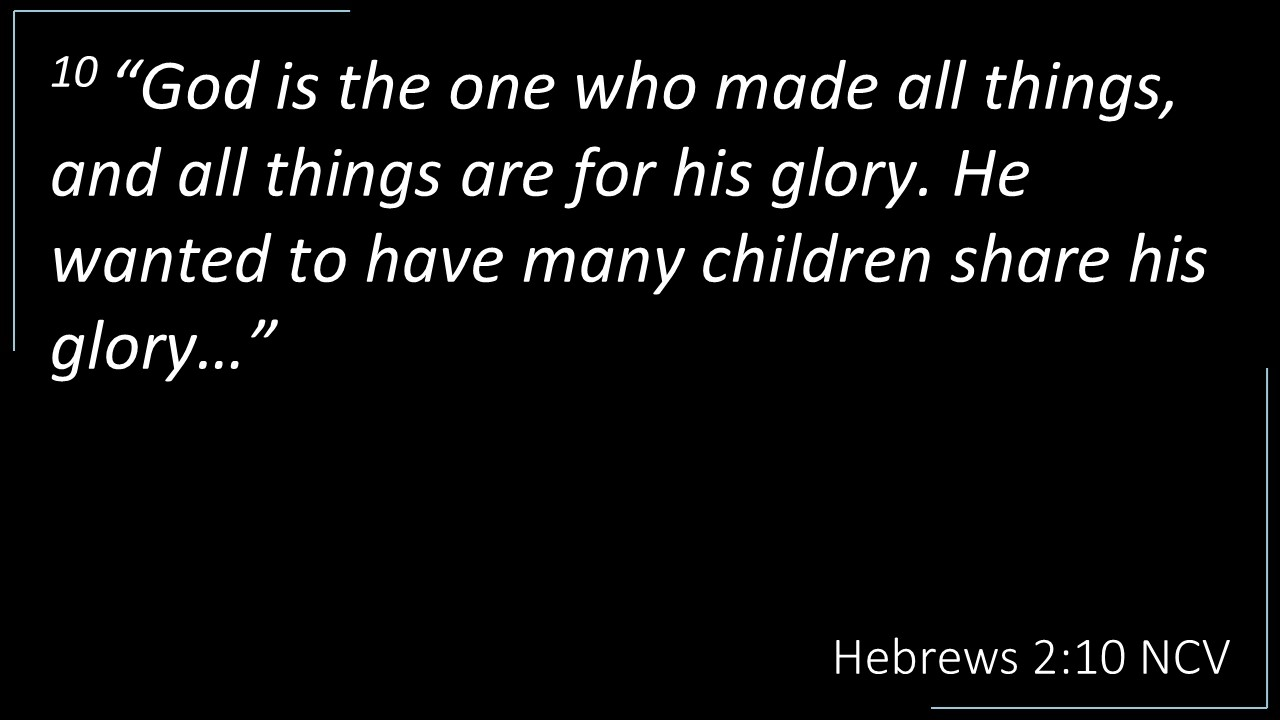 10 “God is the one who made all things,
and all things are for his glory. He
wanted to have many children share his
glory…”
Hebrews 2:10 NCV